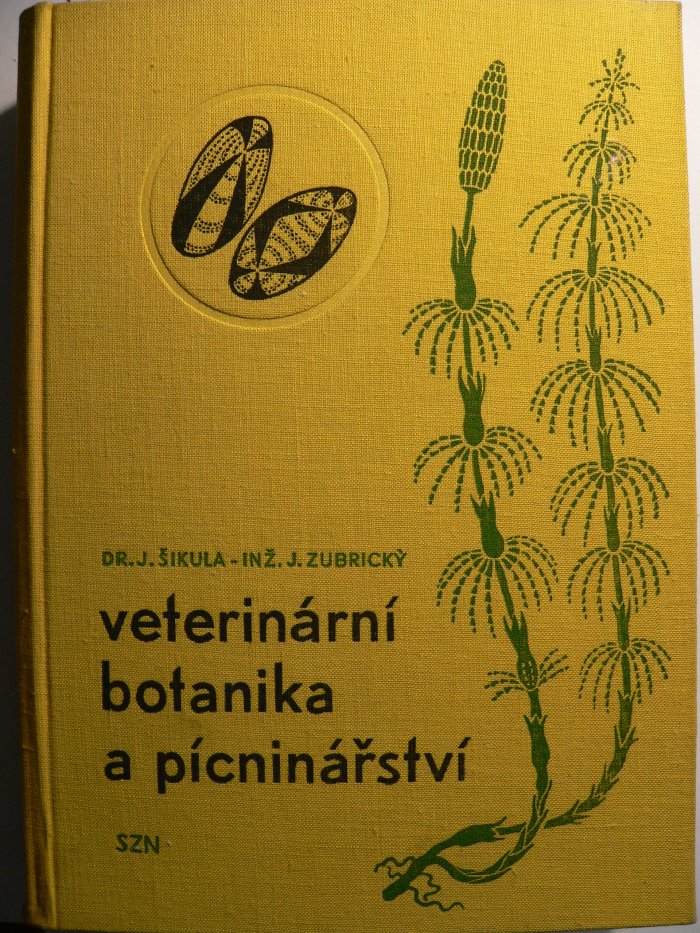 DR. J. ŠIKULA - INŽ. J. ZUBRICKÝ
veterinární
botanika
a pícninářství
SZN